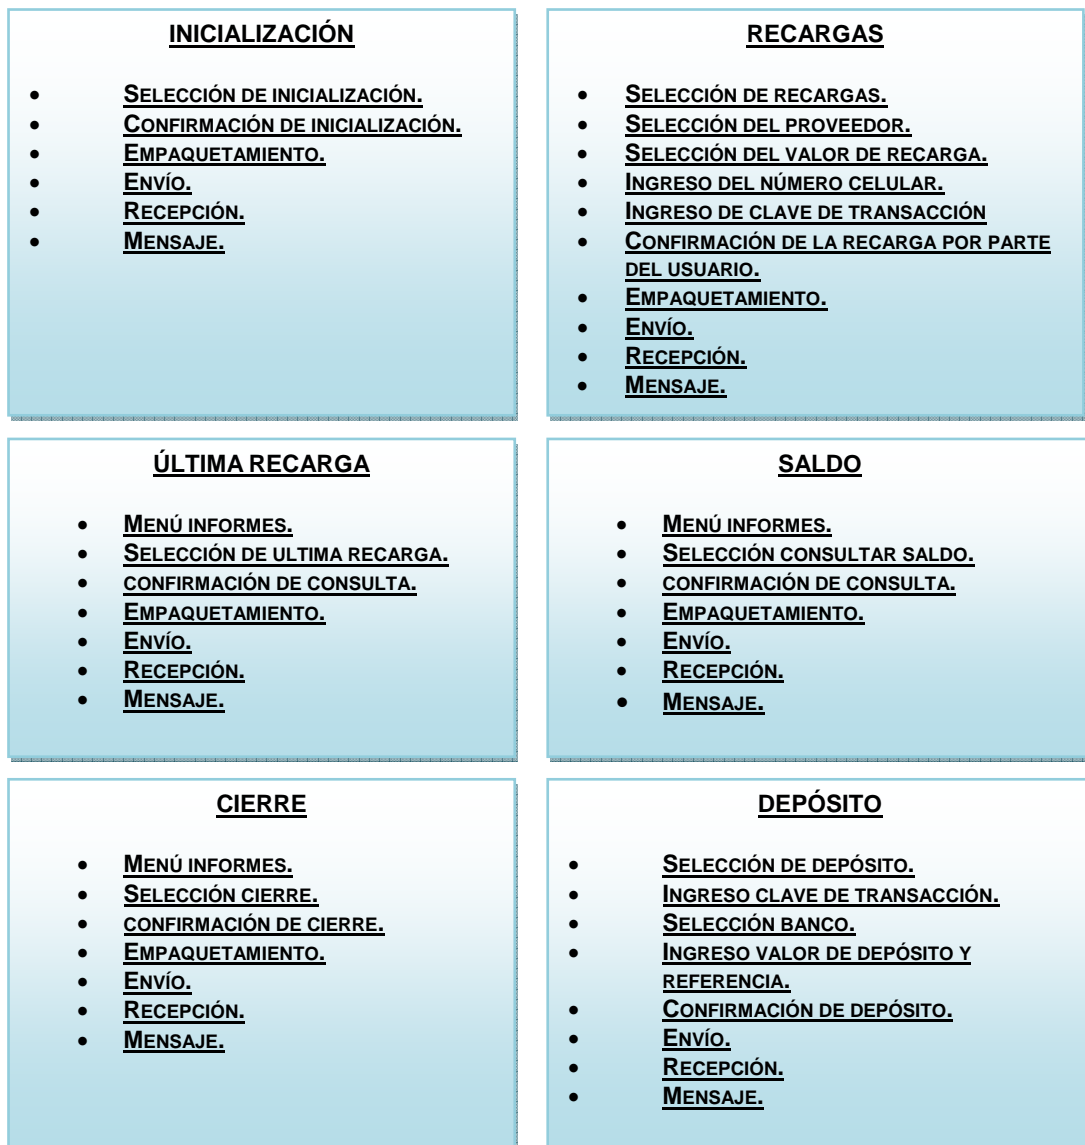 INICIALIZACIÓN
• SELECCIÓN DE INICIALIZACIÓN.
• CONFIRMACIÓN DE INICIALIZACIÓN.
• EMPAQUETAMIENTO.
• ENVÍO.
• RECEPCIÓN.
• MENSAJE.
RECARGAS
• SELECCIÓN DE RECARGAS.
• SELECCIÓN DEL PROVEEDOR.
• SELECCIÓN DEL VALOR DE RECARGA.
• INGRESO DEL NÚMERO CELULAR.
• INGRESO DE CLAVE DE TRANSACCIÓN
• CONFIRMACIÓN DE LA RECARGA POR PARTE
DEL USUARIO.
• EMPAQUETAMIENTO.
• ENVÍO.
• RECEPCIÓN.
• MENSAJE.
ÚLTIMA RECARGA
• MENÚ INFORMES.
• SELECCIÓN DE ULTIMA RECARGA.
• CONFIRMACIÓN DE CONSULTA.
• EMPAQUETAMIENTO.
• ENVÍO.
• RECEPCIÓN.
• MENSAJE.
SALDO
• MENÚ INFORMES.
• SELECCIÓN CONSULTAR SALDO.
• CONFIRMACIÓN DE CONSULTA.
• EMPAQUETAMIENTO.
• ENVÍO.
• RECEPCIÓN.
• MENSAJE.
CIERRE
• MENÚ INFORMES.
• SELECCIÓN CIERRE.
• CONFIRMACIÓN DE CIERRE.
• EMPAQUETAMIENTO.
• ENVÍO.
• RECEPCIÓN.
• MENSAJE.
DEPÓSITO
• SELECCIÓN DE DEPÓSITO.
• INGRESO CLAVE DE TRANSACCIÓN.
• SELECCIÓN BANCO.
• INGRESO VALOR DE DEPÓSITO Y
REFERENCIA.
• CONFIRMACIÓN DE DEPÓSITO.
• ENVÍO.
• RECEPCIÓN.
• MENSAJE.